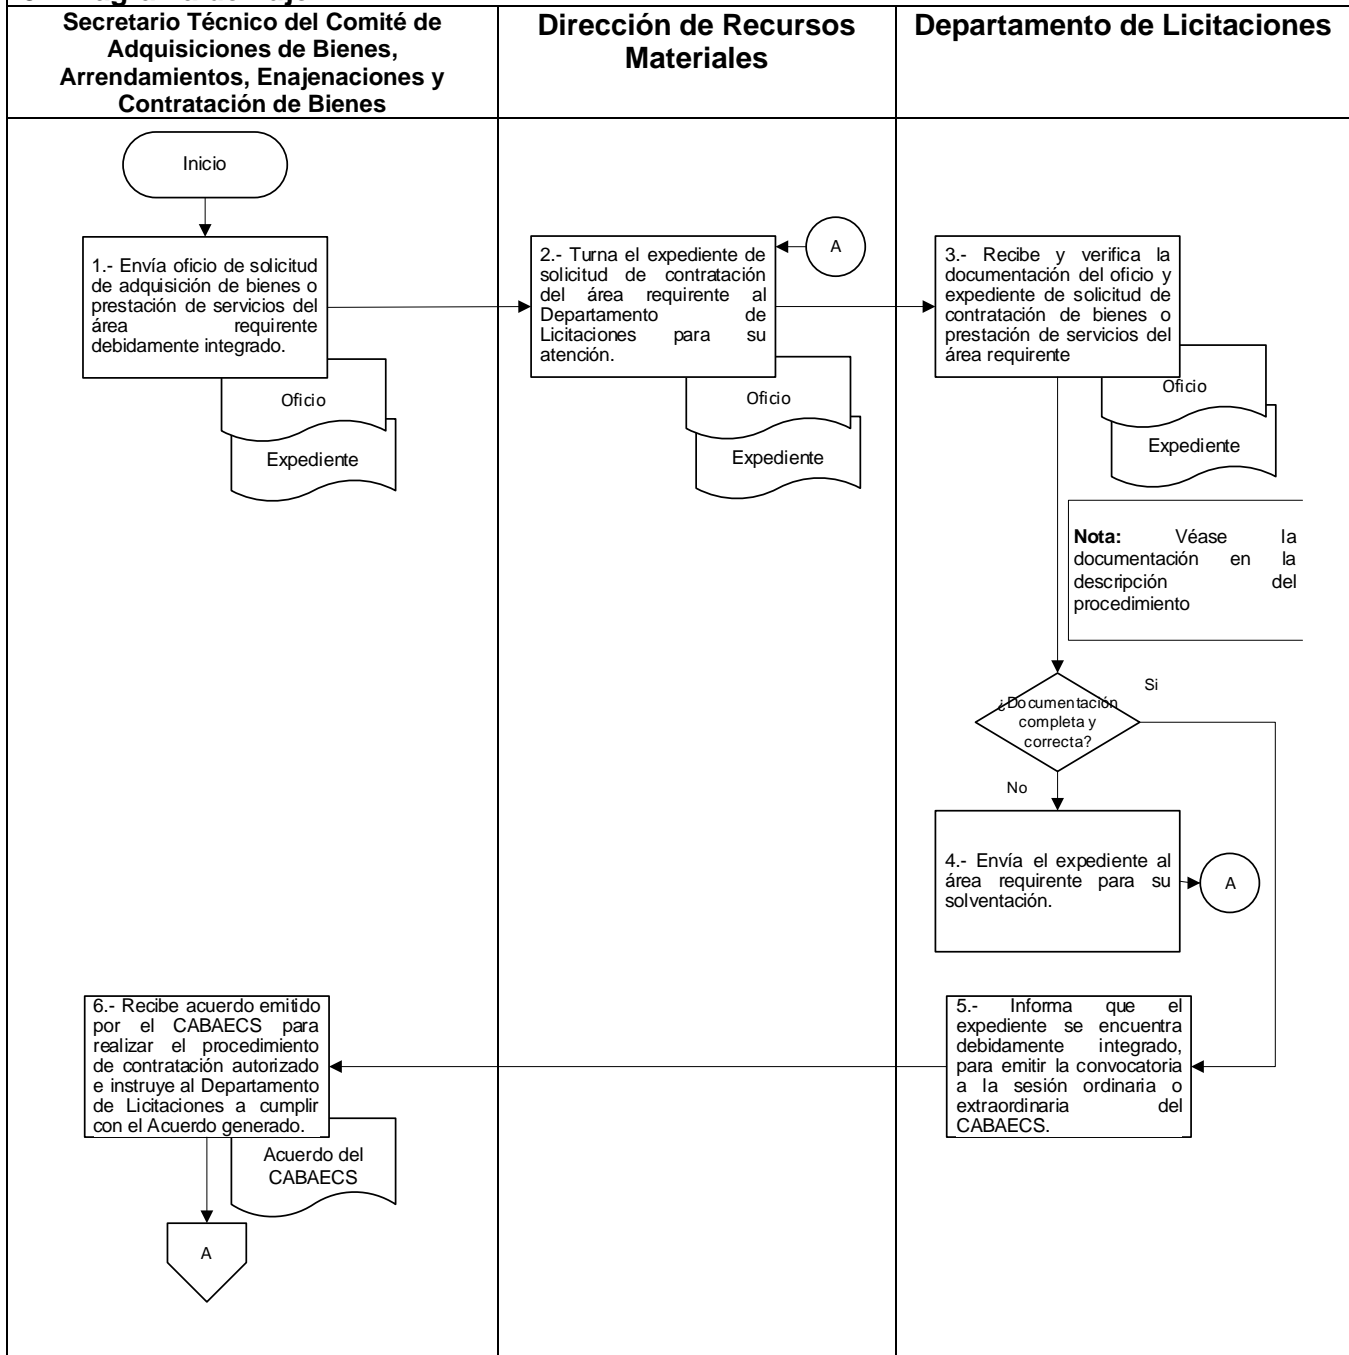 Secretario Técnico del Comité de
Adquisiciones de Bienes,
Arrendamientos, Enajenaciones y
Contratación de Bienes
Dirección de Recursos
Materiales
Departamento de Licitaciones
Inicio
1.- Envía oficio de solicitud
de adquisición de bienes o
prestación de servicios del
área requirente
debidamente integrado.
Oficio
Expediente
A
2.- Turna el expediente de
solicitud de contratación
del área requirente al
Departamento de
Licitaciones para su
atención.
Oficio
Expediente
3.- Recibe y verifica la
documentación del oficio y
expediente de solicitud de
contratación de bienes o
prestación de servicios del
área requirente
Oficio
Expediente
Nota: Véase la
documentación en la
descripción del
procedimiento
¿Documentación
completa y
correcta?
Si
No
4.- Envía el expediente al
área requirente para su
solventación.
A
5.- Informa que el
expediente se encuentra
debidamente integrado,
para emitir la convocatoria
a la sesión ordinaria o
extraordinaria del
CABAECS.
6.- Recibe acuerdo emitido
por el CABAECS para
realizar el procedimiento
de contratación autorizado
e instruye al Departamento
de Licitaciones a cumplir
con el Acuerdo generado.
Acuerdo del
CABAECS
A